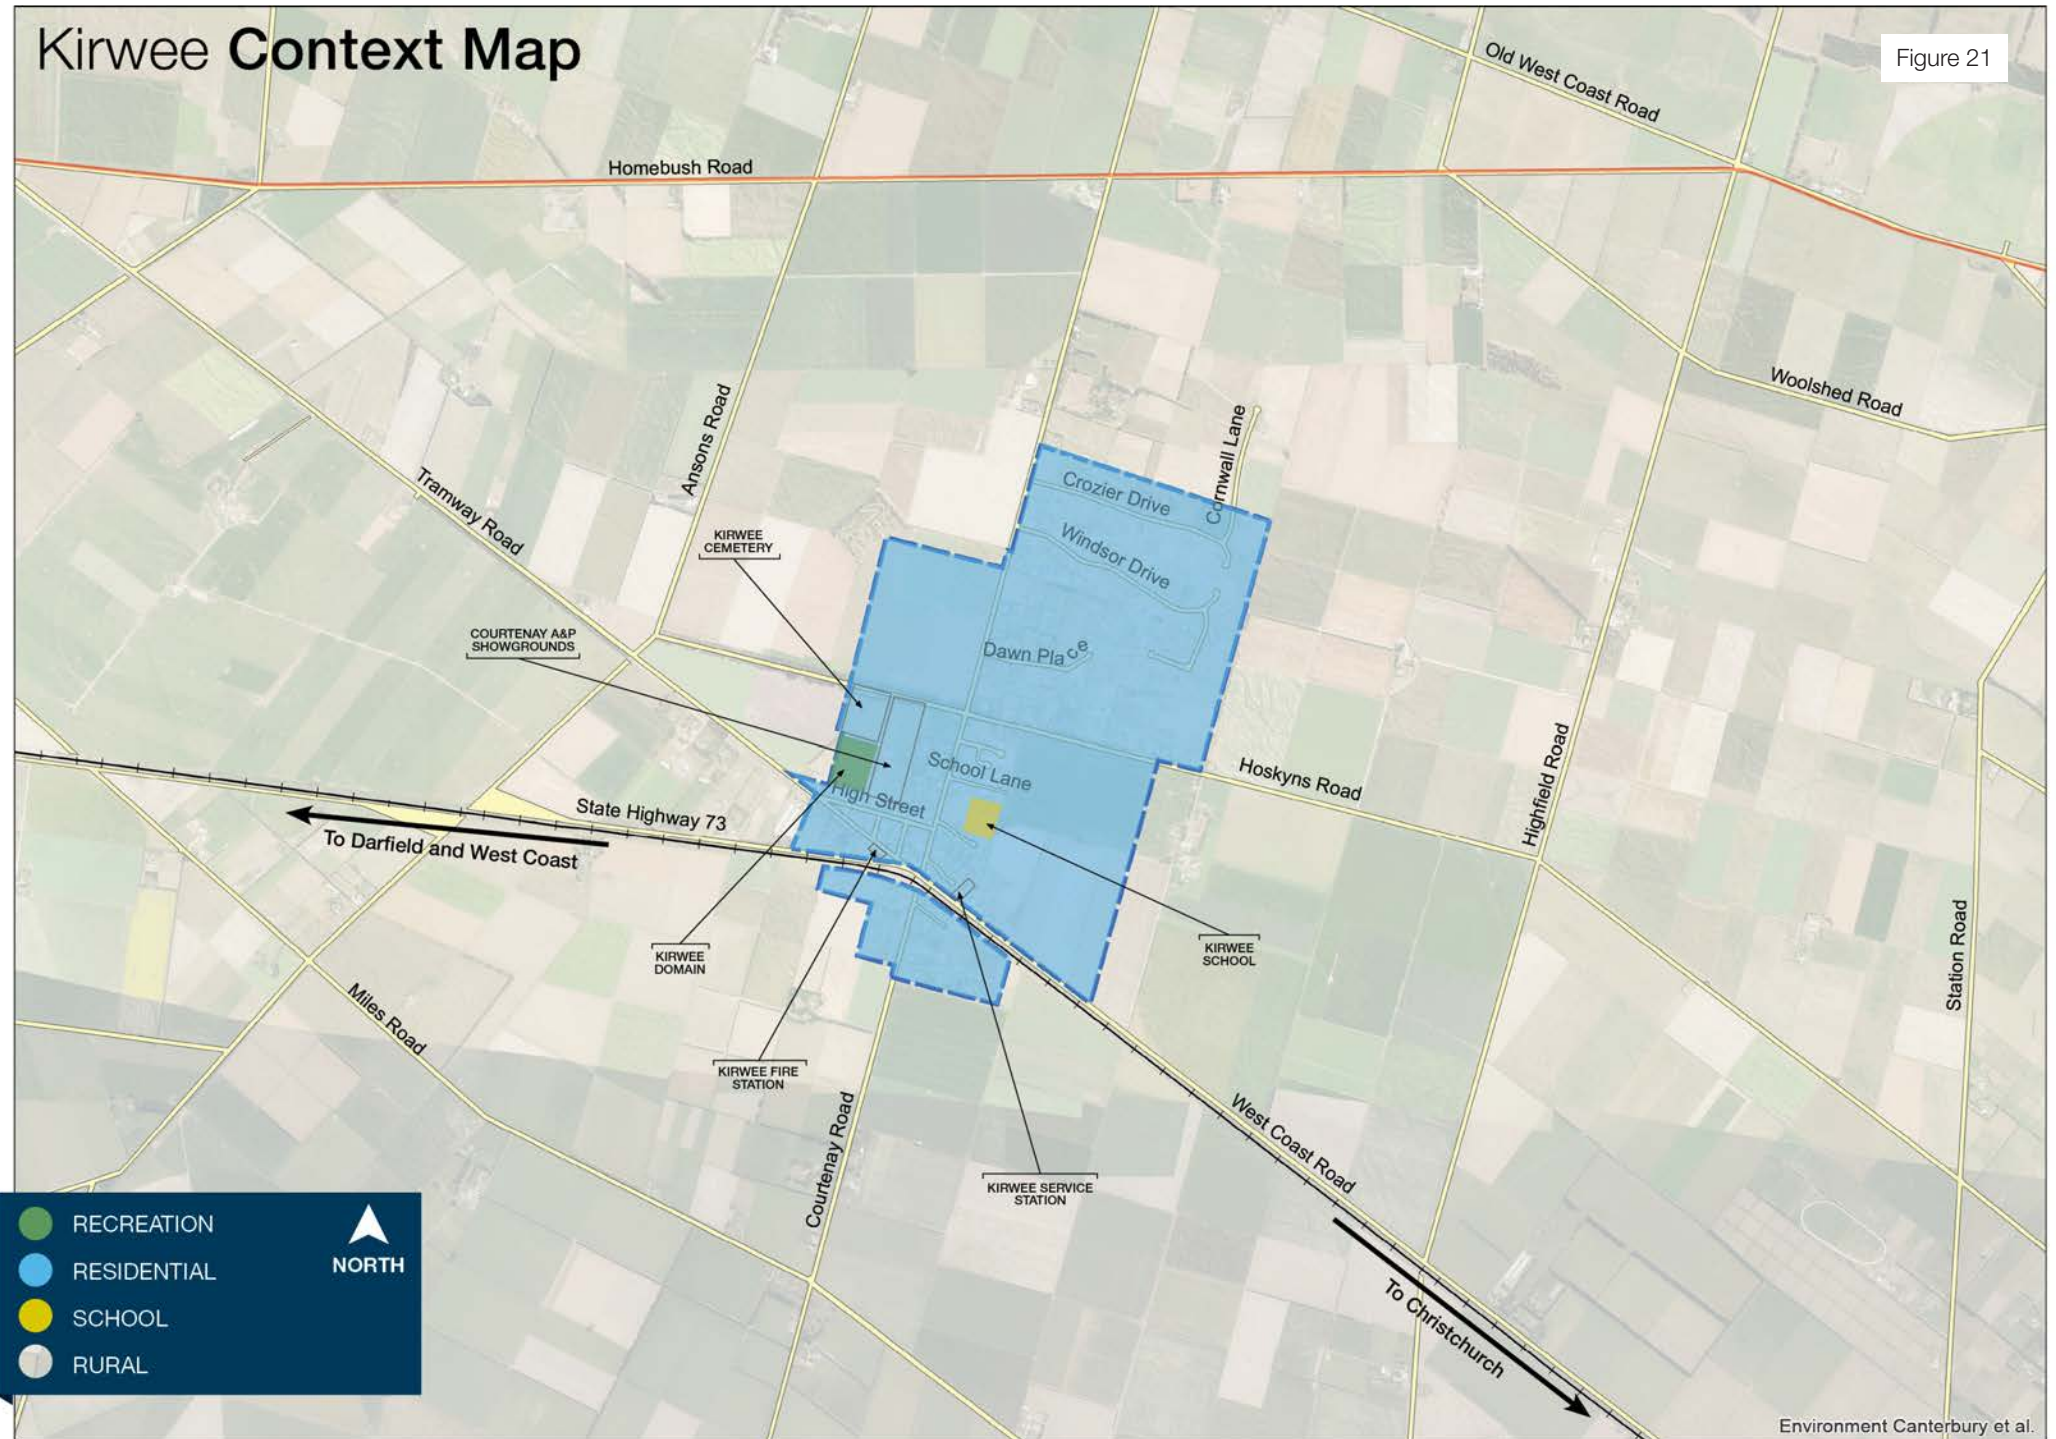 Kirwee Context Map
Figure 21
Old West Coast Road
Homebush Road
Woolshed Road
Ansons Road
Cornwall Lane
Crozier Drive
Tramway Road
Windsor Drive
KIRWEE
CEMETERY
COURTENAY A&P
SHOWGROUNDS
Dawn Place
Hoskyns Road
Highfield Road
School Lane
High Street
State Highway 73
To Darfield and West Coast
KIRWEE
DOMAIN
KIRWEE
SCHOOL
Station Road
Miles Road
KIRWEE FIRE
STATION
Courtenay Road
West Coast Road
KIRWEE SERVICE
STATION
To Christchurch
RECREATION
RESIDENTIAL
SCHOOL
RURAL
NORTH
Environment Canterbury et al.